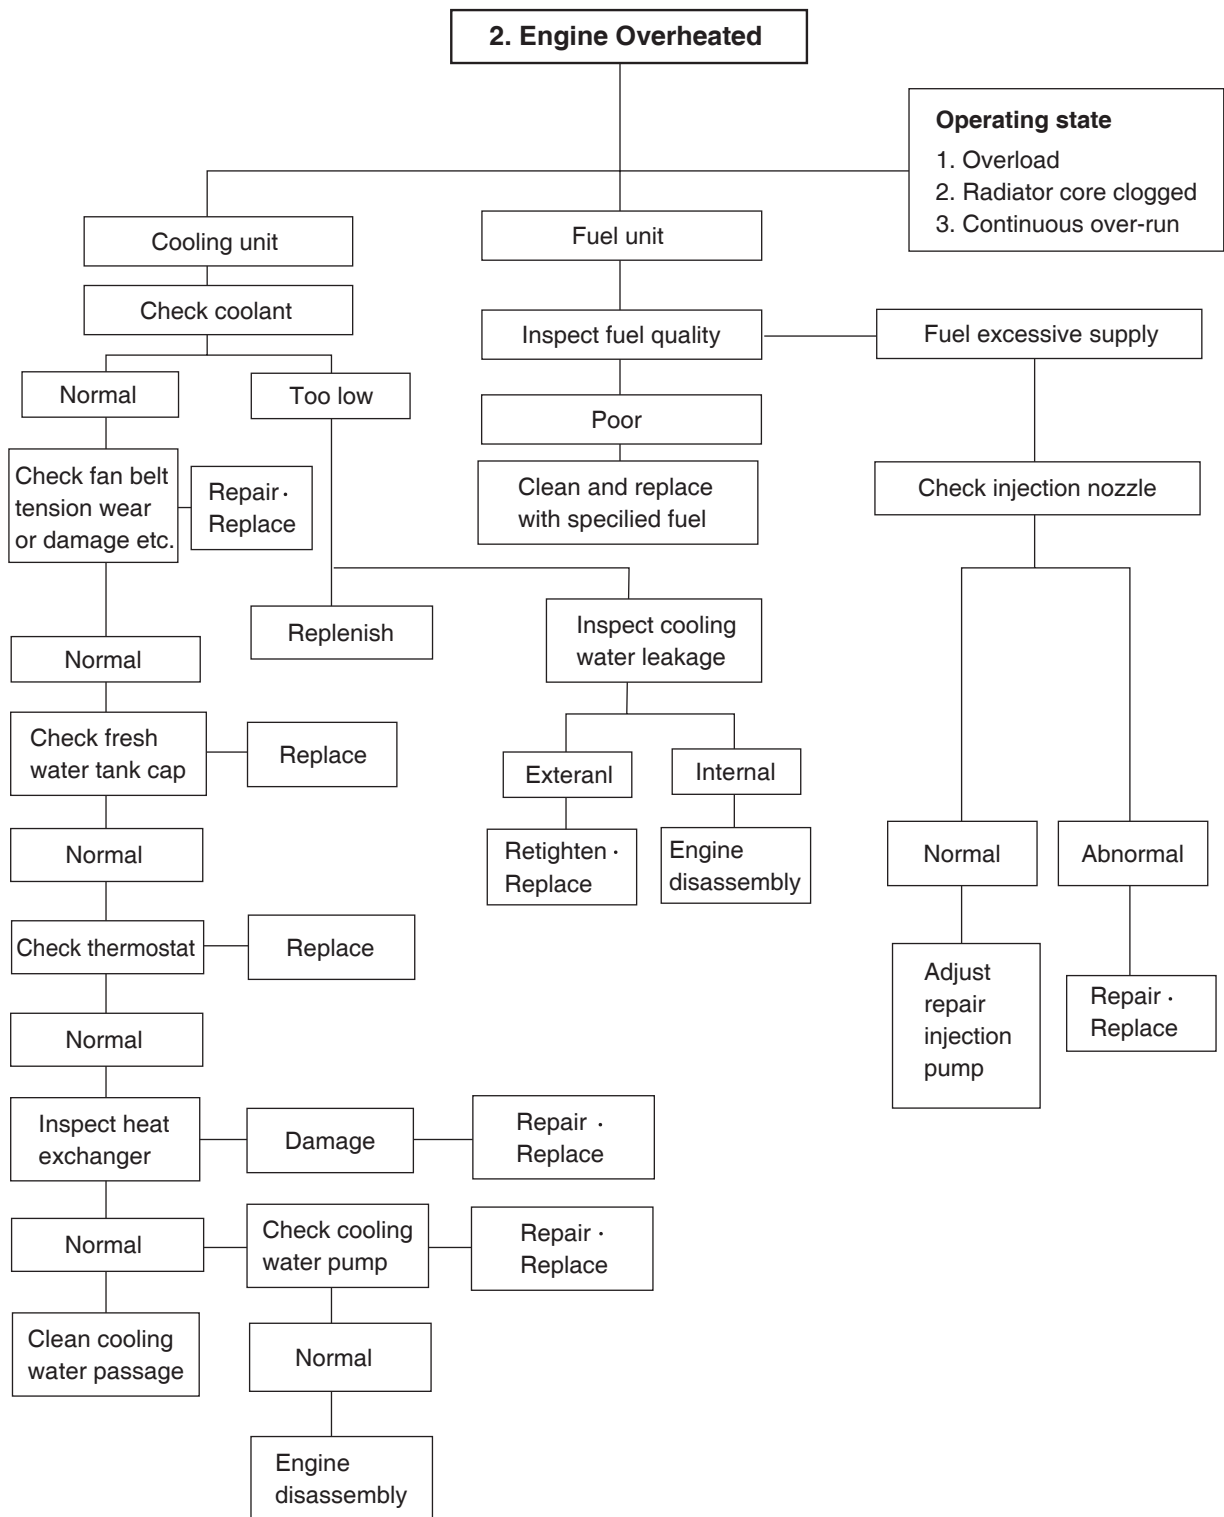 2. Engine Overheated
Operating state
1. Overload
2. Radiator core clogged
3. Continuous over-run
Cooling unit
Fuel unit
Check coolant
Inspect fuel quality
Fuel excessive supply
Normal
Too low
Poor
Check fan belt
tension wear
or damage etc.
Repair ·
Replace
Clean and replace
with specilied fuel
Check injection nozzle
Normal
Replenish
Inspect cooling
water leakage
Check fresh
water tank cap
Replace
Exteranl
Internal
Normal
Retighten ·
Replace
Engine
disassembly
Normal
Abnormal
Check thermostat
Replace
Adjust
repair
injection
pump
Repair ·
Replace
Normal
Inspect heat
exchanger
Damage
Repair ·
Replace
Normal
Check cooling
water pump
Repair ·
Replace
Clean cooling
water passage
Normal
Engine
disassembly